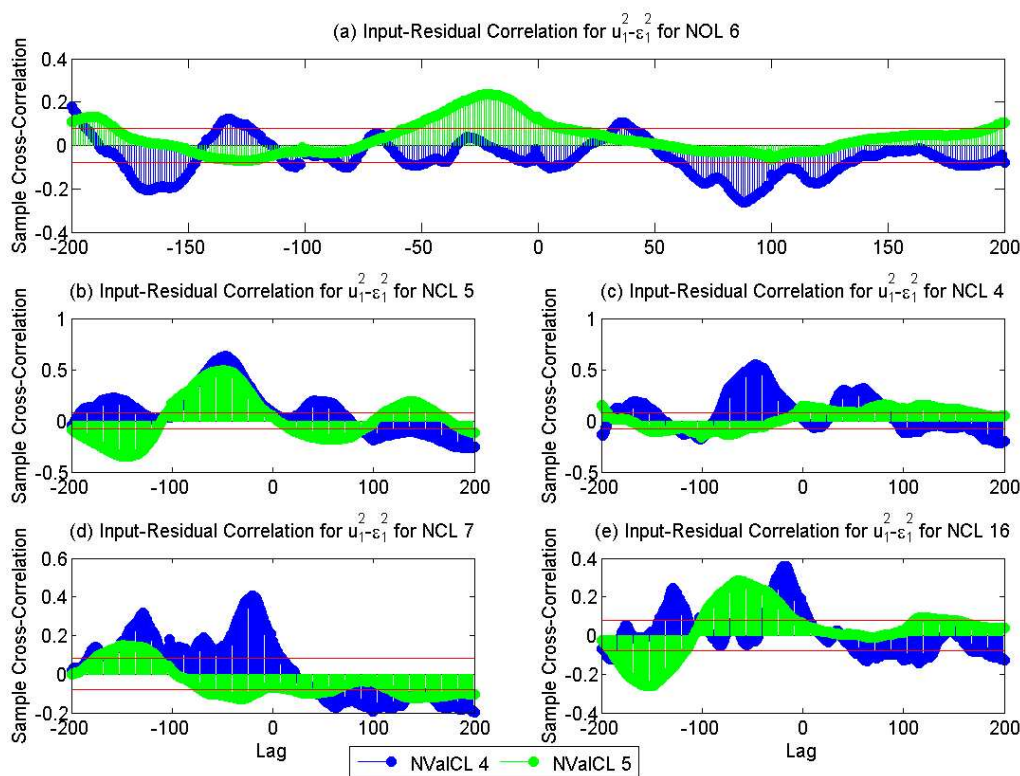 (a) Input-Residual Correlation for u₁²-ε₁² for NOL 6
Sample Cross-Correlation
0.4
0.2
0
-0.2
-0.4
-200 -150 -100 -50 0 50 100 150 200
(b) Input-Residual Correlation for u₁²-ε₁² for NCL 5
Sample Cross-Correlation
1
0.5
0
-0.5
-200 -100 0 100 200
(c) Input-Residual Correlation for u₁²-ε₁² for NCL 4
Sample Cross-Correlation
1
0.5
0
-0.5
-200 -100 0 100 200
(d) Input-Residual Correlation for u₁²-ε₁² for NCL 7
Sample Cross-Correlation
0.6
0.4
0.2
0
-0.2
-200 -100 0 100 200
Lag
(e) Input-Residual Correlation for u₁²-ε₁² for NCL 16
Sample Cross-Correlation
0.4
0.2
0
-0.2
-0.4
-200 -100 0 100 200
Lag
NValCL 4 NValCL 5